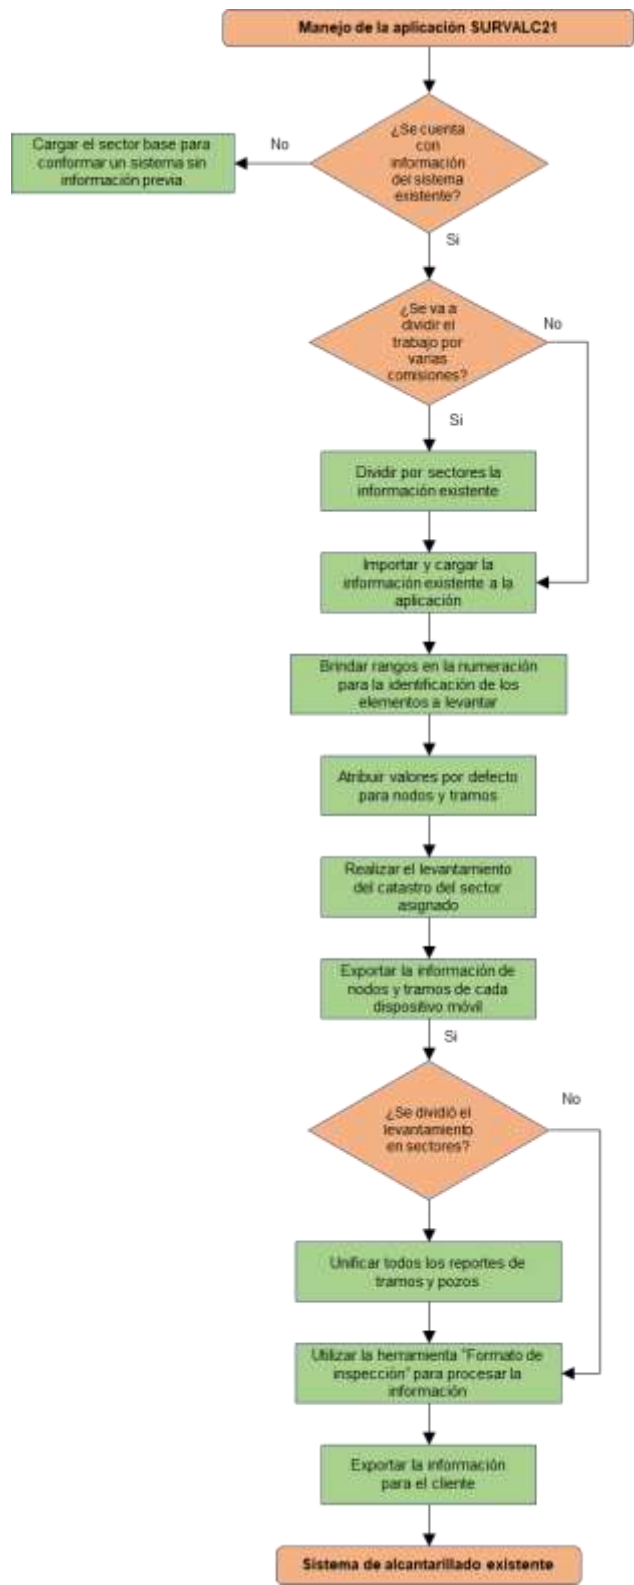 Manejo de la aplicación SURVALC21
¿Se cuenta
con
información
del sistema
existente?
No
Cargar el sector base para
conformar un sistema sin
información previa
Si
¿Se va a
dividir el
trabajo por
varias
comisiones?
No
Si
Dividir por sectores la
información existente
Importar y cargar la
información existente a la
aplicación
Brindar rangos en la numeración
para la identificación de los
elementos a levantar
Atribuir valores por defecto
para nodos y tramos
Realizar el levantamiento
del catastro del sector
asignado
Exportar la información de
nodos y tramos de cada
dispositivo móvil
Si
¿Se dividió el
levantamiento
en sectores?
No
Unificar todos los reportes de
tramos y pozos
Utilizar la herramienta "Formato de
inspección" para procesar la
información
Exportar la información
para el cliente
Sistema de alcantarillado existente